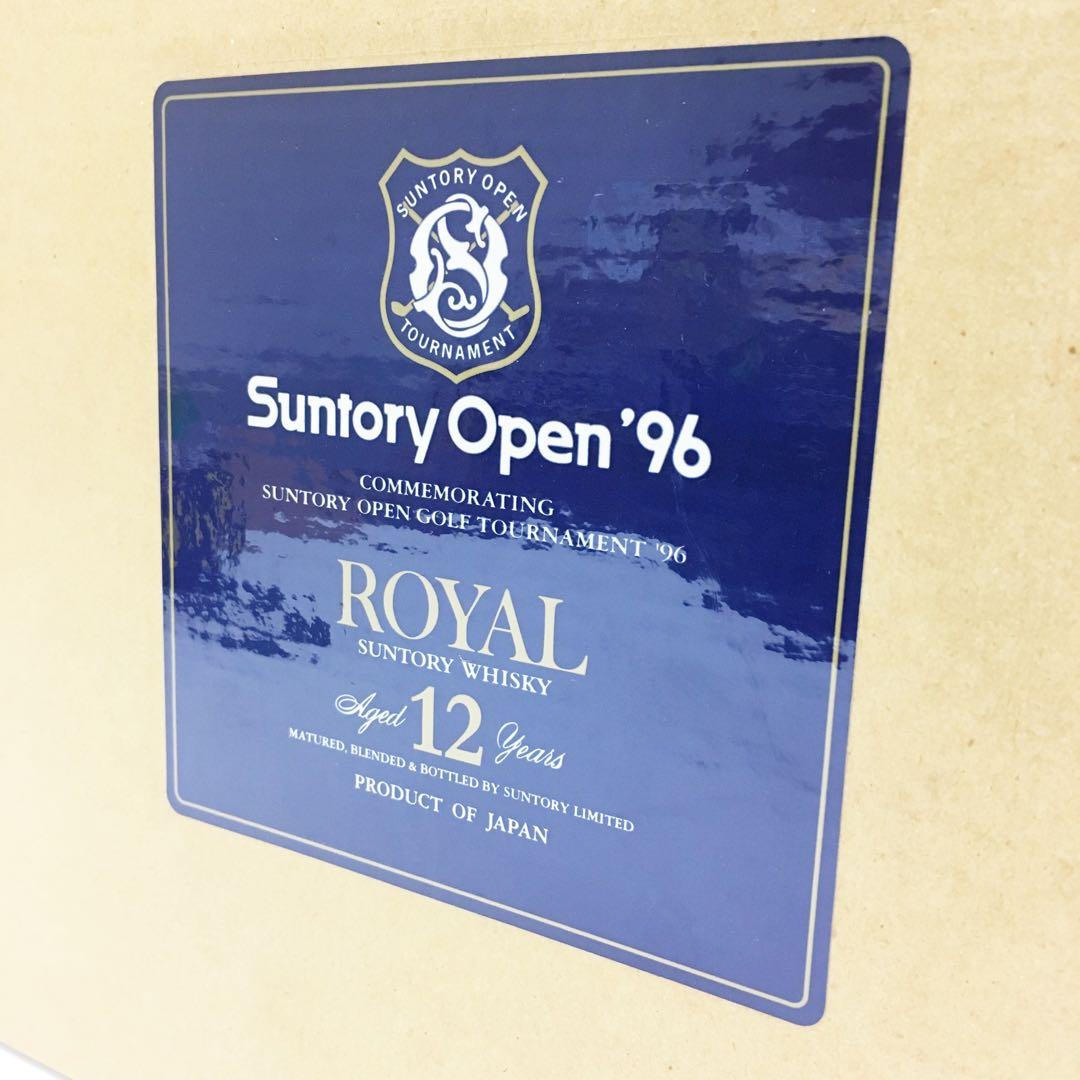 SUNTORY OPEN
TOURNAMENT
Suntory Open '96
COMMEMORATING
SUNTORY OPEN GOLF TOURNAMENT '96
ROYAL
SUNTORY WHISKY
Aged 12 Years
MATURED, BLENDED & BOTTLED BY SUNTORY LIMITED
PRODUCT OF JAPAN